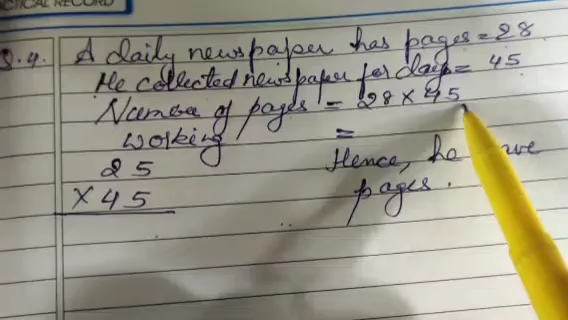 CTICAL RECORD
Q.4. A daily newspaper has pages = 28
He collected newspaper for days = 45
Number of pages = 28 × 45
working =
25 Hence, he
× 45 pages.